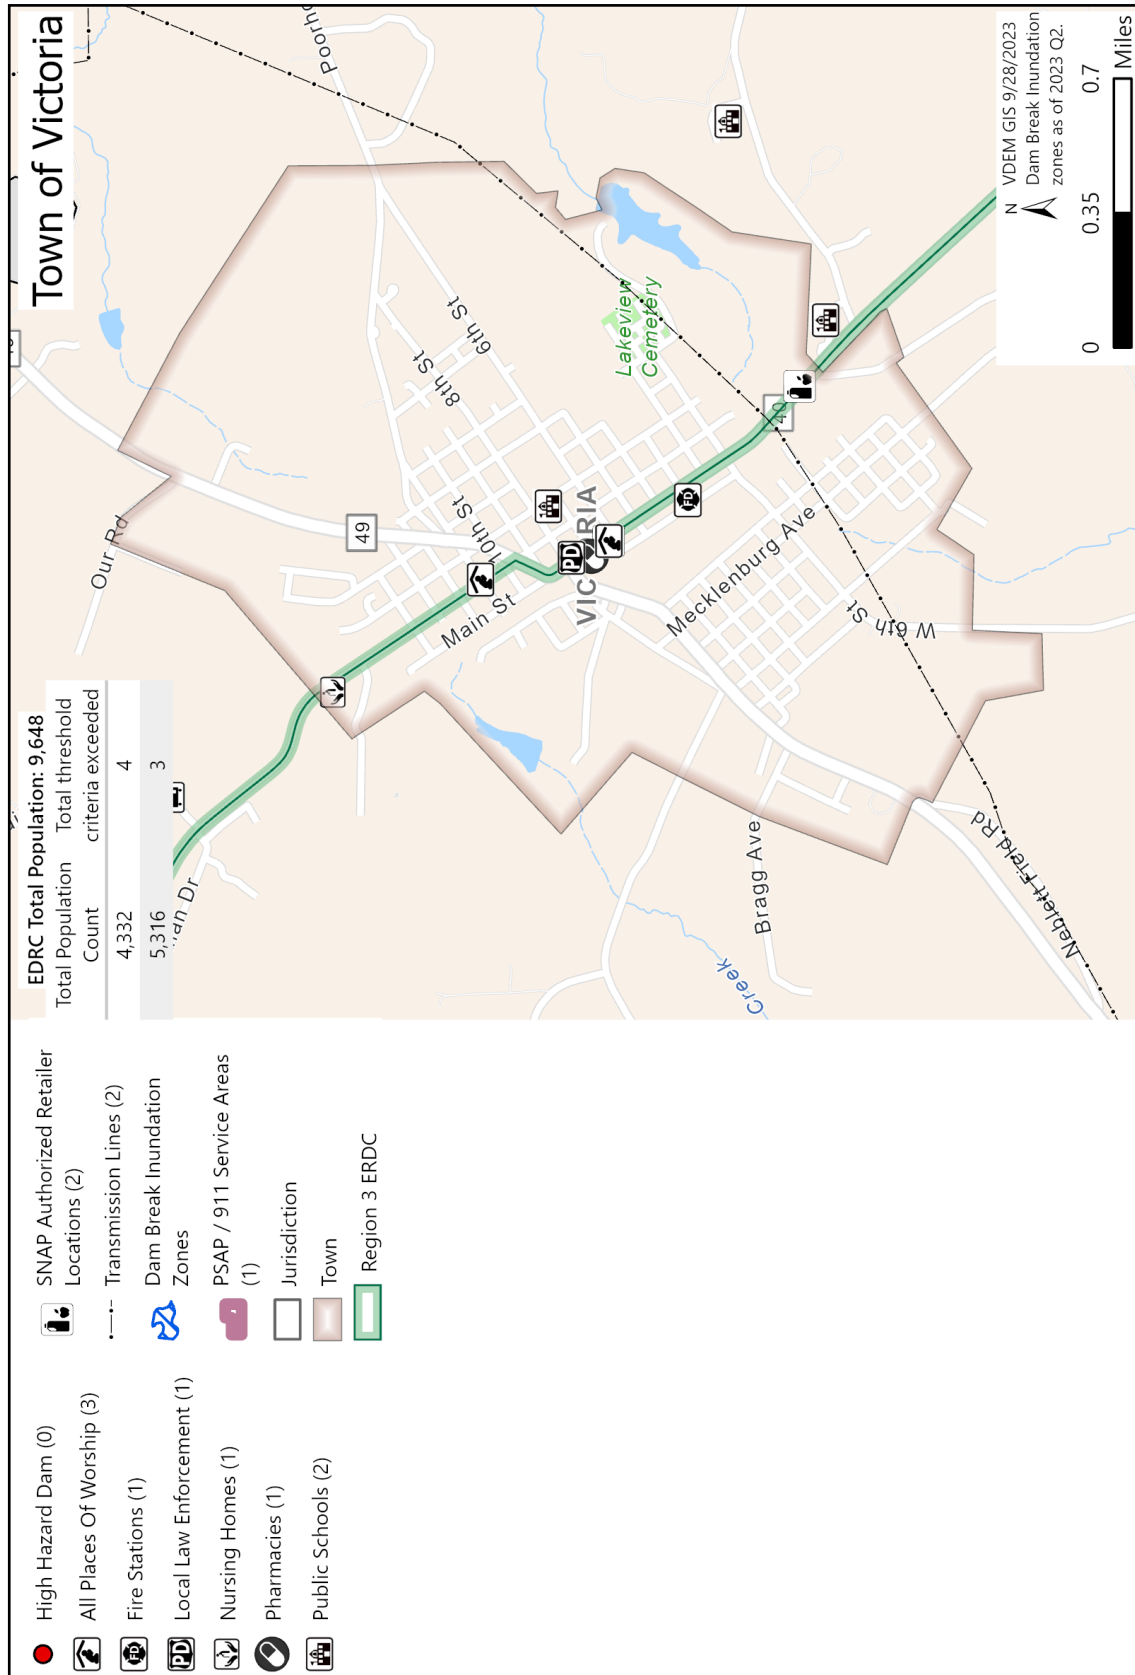 Town of Victoria
EDRC Total Population: 9,648
Total Population Count
Total threshold criteria exceeded
4,332 4
5,316 3
High Hazard Dam (0)
All Places Of Worship (3)
Fire Stations (1)
Local Law Enforcement (1)
Nursing Homes (1)
Pharmacies (1)
Public Schools (2)
SNAP Authorized Retailer
Locations (2)
Transmission Lines (2)
Dam Break Inundation
Zones
PSAP / 911 Service Areas
(1)
Jurisdiction
Town
Region 3 ERDC
Our Rd
49
10th St
8th St
6th St
Main St
PD
FD
Lakeview
Cemetery
Mecklenburg Ave
W 6th St
Bragg Ave
Creek
Neblett Field Rd
N
VDEM GIS 9/28/2023
Dam Break Inundation
zones as of 2023 Q2.
0 0.35 0.7
Miles